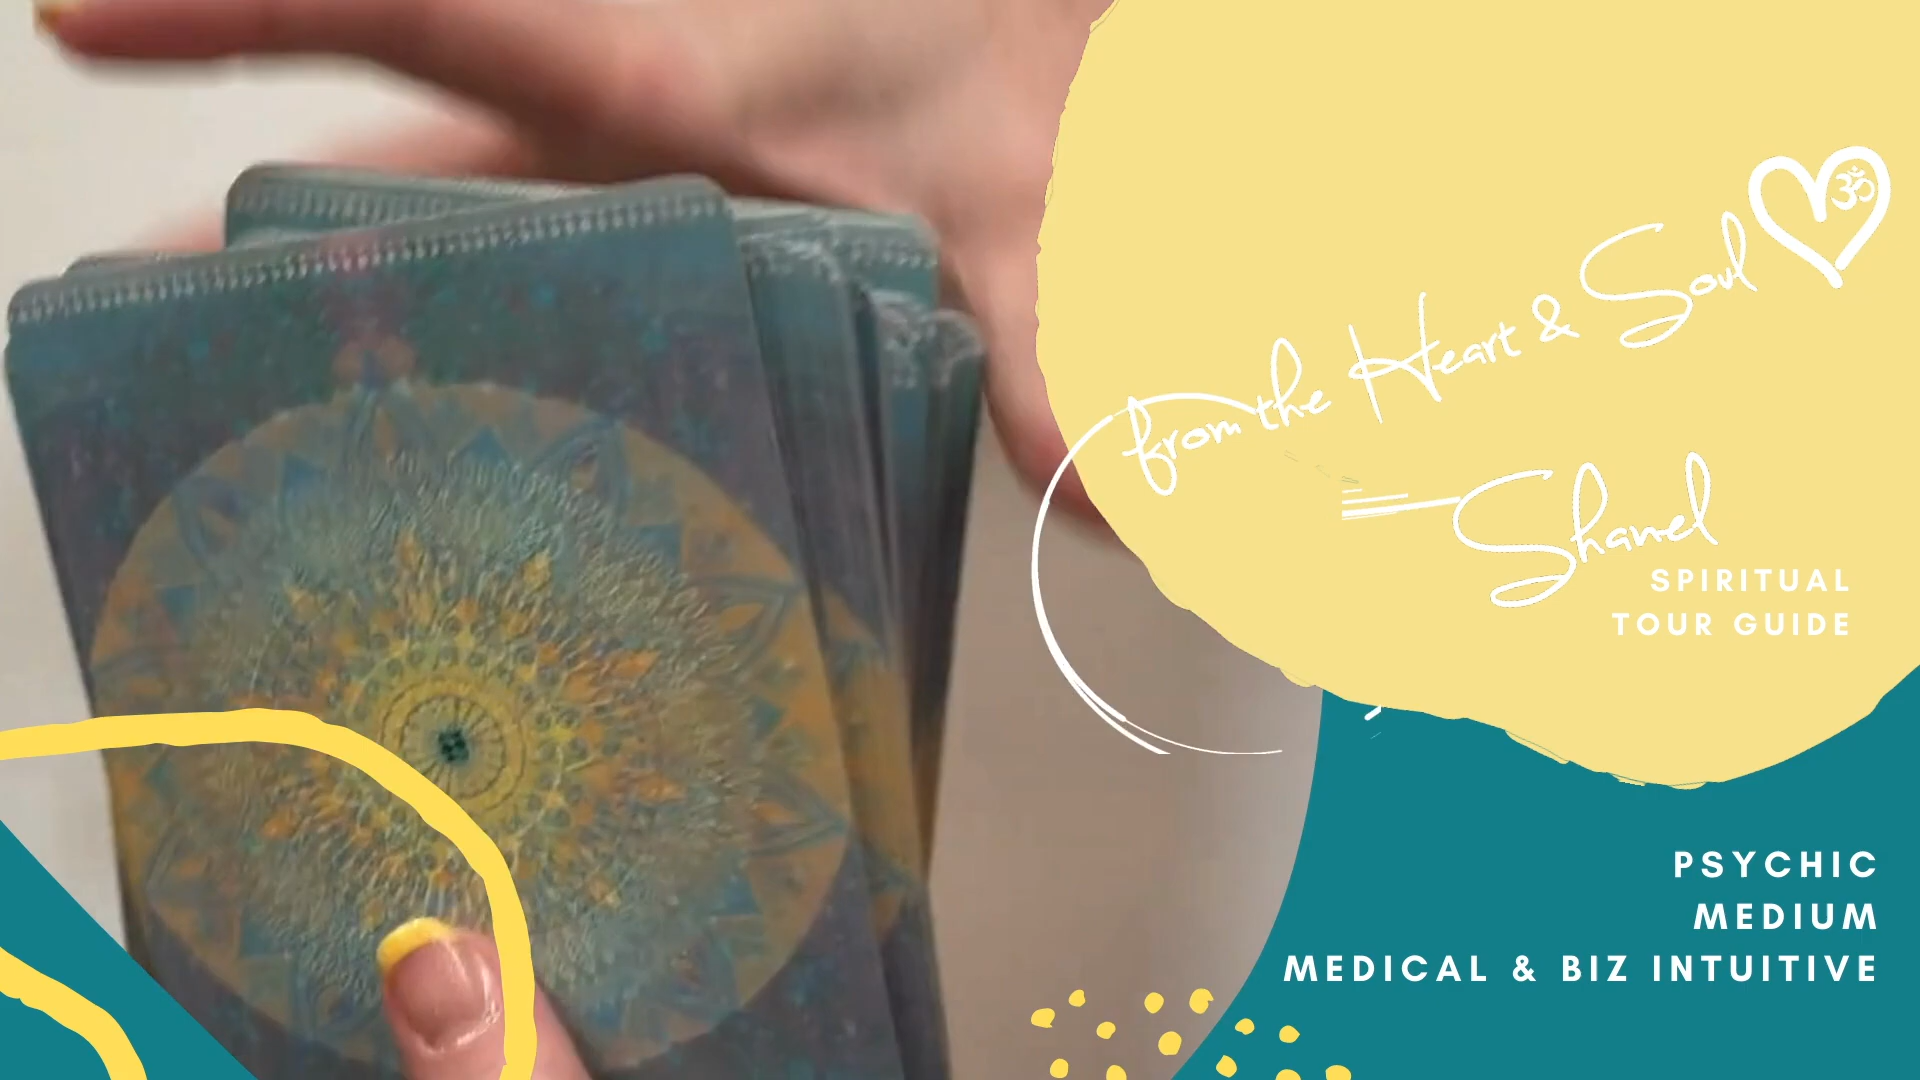 from the Heart & Soul
ॐ
Shanel
SPIRITUAL
TOUR GUIDE
PSYCHIC
MEDIUM
MEDICAL & BIZ INTUITIVE